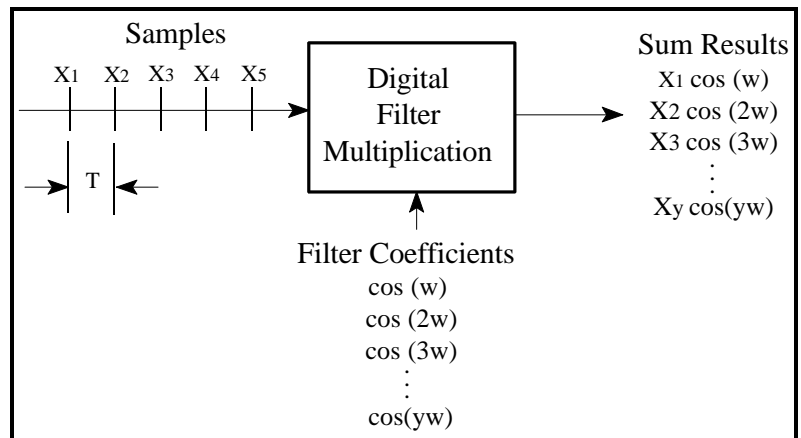 Samples
X1 X2 X3 X4 X5
T
Digital
Filter
Multiplication
Filter Coefficients
cos (w)
cos (2w)
cos (3w)
⋮
cos(yw)
Sum Results
X1 cos (w)
X2 cos (2w)
X3 cos (3w)
⋮
Xy cos(yw)